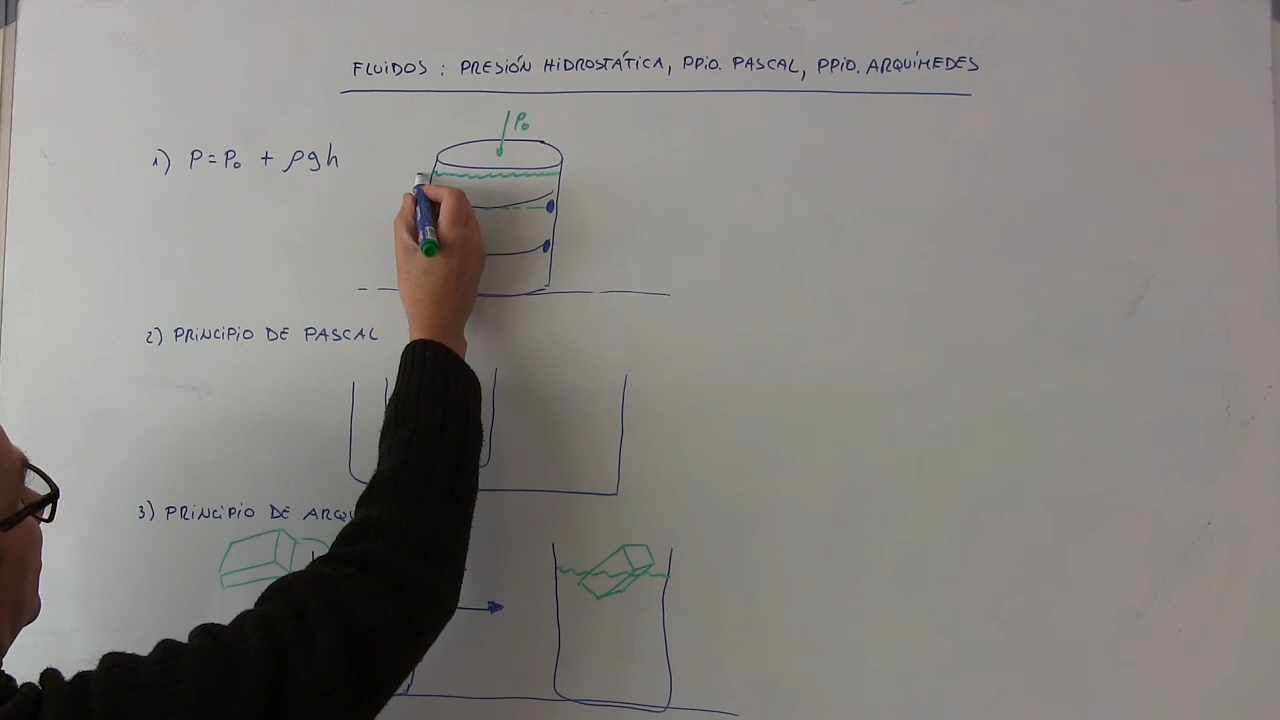 FLUIDOS : PRESIÓN HIDROSTÁTICA, PPIO. PASCAL, PPIO. ARQUÍMEDES
P₀
1) P = P₀ + ρgh
2) PRINCIPIO DE PASCAL
3) PRINCIPIO DE